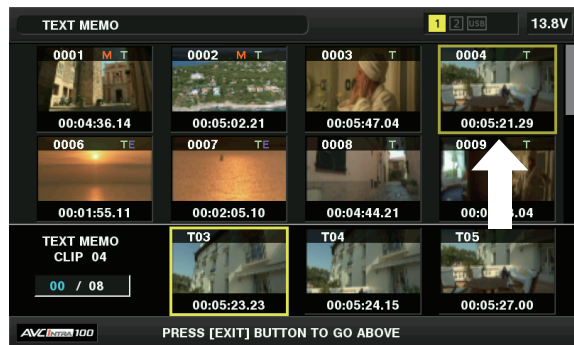 TEXT MEMO
1 2 USB
13.8V
0001 M T
0002 M T
0003 T
0004 T
00:04:36.14
00:05:02.21
00:05:47.04
00:05:21.29
0006 TE
0007 TE
0008 T
0009 T
00:01:55.11
00:02:05.10
00:04:44.21
.04
TEXT MEMO
CLIP 04
00 / 08
T03
T04
T05
00:05:23.23
00:05:24.15
00:05:27.00
AVC INTRA 100
PRESS [EXIT] BUTTON TO GO ABOVE